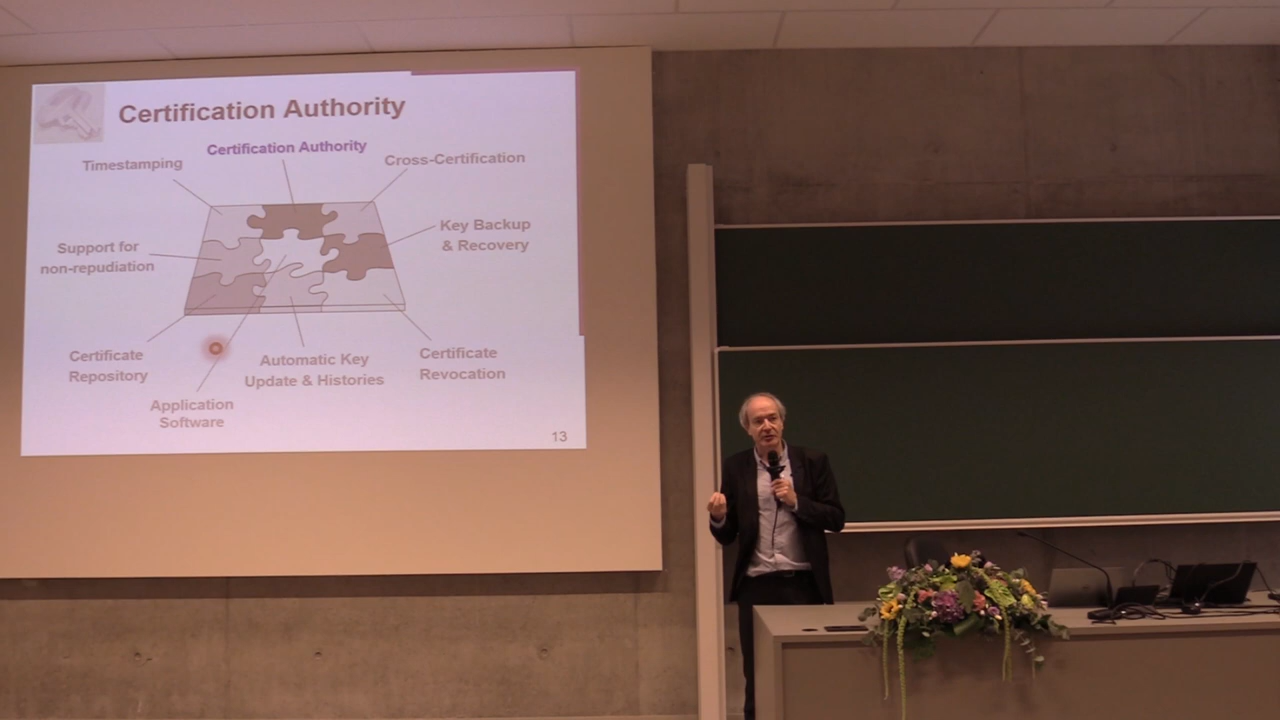 Certification Authority
Certification Authority
Timestamping
Cross-Certification
Key Backup
& Recovery
Support for
non-repudiation
Certificate
Repository
Automatic Key
Update & Histories
Certificate
Revocation
Application
Software
13